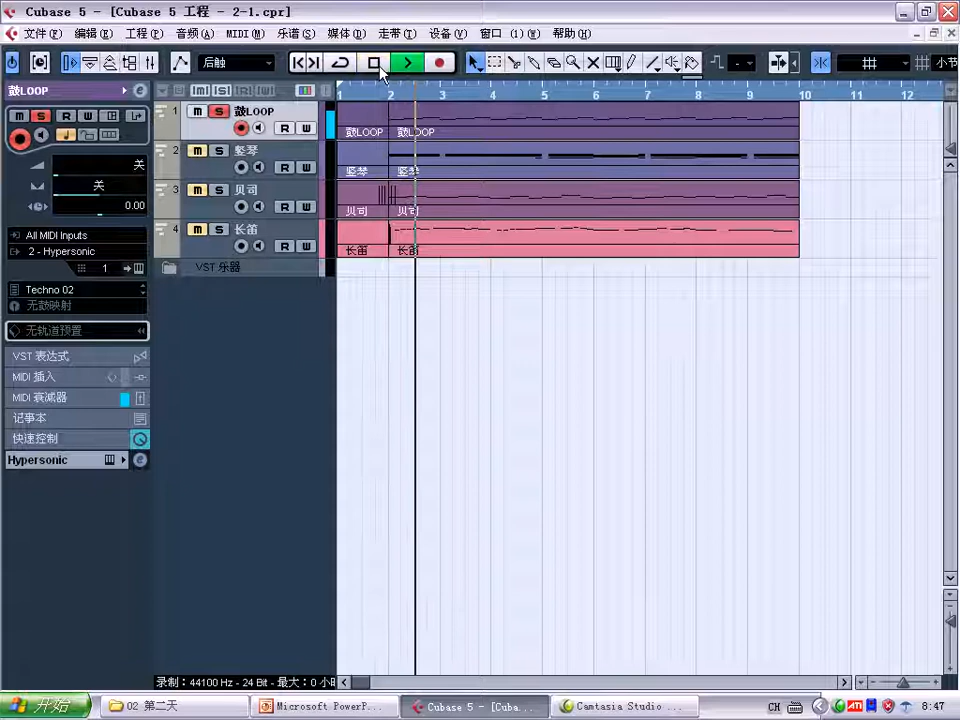 Cubase 5 - [Cubase 5 工程 - 2-1.cpr]
文件(F) 编辑(E) 工程(P) 音频(A) MIDI(M) 乐谱(S) 媒体(D) 走带(T) 设备(V) 窗口 (1)(W) 帮助(H)
后触 小节
鼓LOOP
M S R W
关
关
0.00
All MIDI Inputs
2 - Hypersonic
1
Techno 02
无鼓映射
无轨道预置
VST 表达式
MIDI 插入
MIDI 衰减器
记事本
快速控制
Hypersonic
M S R W
1 2 3 4 5 6 7 8 9 10 11 12
1 M S 鼓LOOP
R W
2 M S 竖琴
R W
3 M S 贝司
R W
4 M S 长笛
R W
VST 乐器
鼓LOOP 鼓LOOP
竖琴 竖琴
贝司 贝司
长笛 长笛
录制：44100 Hz - 24 Bit - 最大：0 小
开始 02 第二天 Microsoft PowerP... Cubase 5 - [Cuba... Camtasia Studio ... CH 8:47